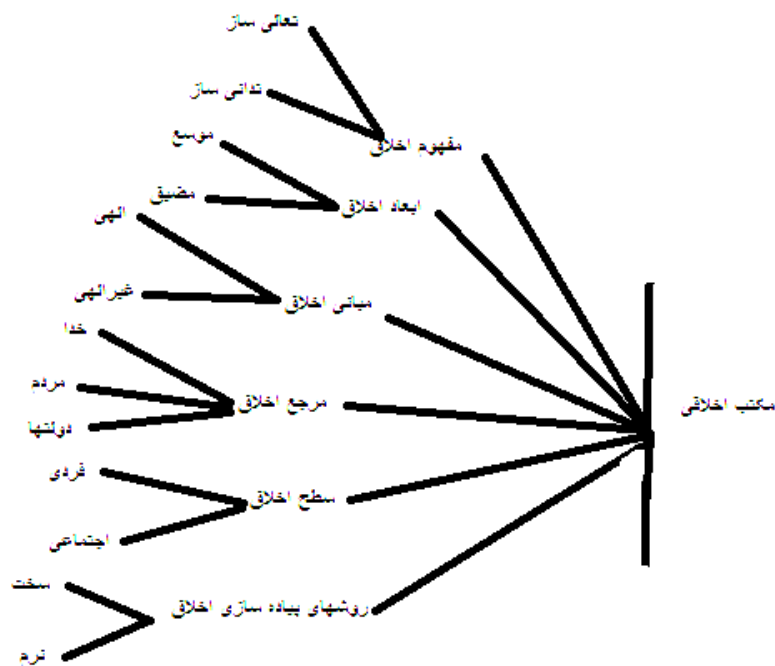 تعالی ساز
تدانی ساز
مفهوم اخلاق
موسع
مضیق
ابعاد اخلاق
الهی
غیرالهی
مبانی اخلاق
خدا
مردم
دولتها
مرجع اخلاق
مکتب اخلاقی
فردی
اجتماعی
سطح اخلاق
سخت
نرم
روشهای پیاده سازی اخلاق